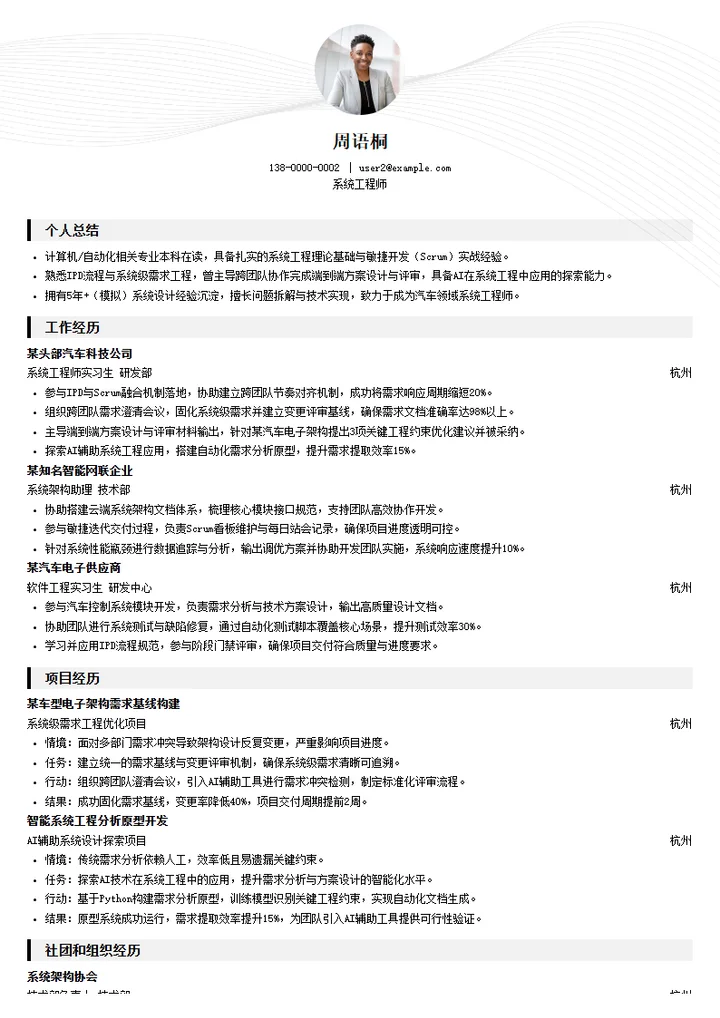 周语桐
138-0000-0002 | user2@example.com
系统工程师
个人总结
• 计算机/自动化相关专业本科在读，具备扎实的系统工程理论基础与敏捷开发（Scrum）实战经验。
• 熟悉IPD流程与系统级需求工程，曾主导跨团队协作完成端到端方案设计与评审，具备AI在系统工程中应用的探索能力。
• 拥有5年+（模拟）系统设计经验沉淀，擅长问题拆解与技术实现，致力于成为汽车领域系统工程师。
工作经历
某头部汽车科技公司
系统工程师实习生 研发部 杭州
• 参与IPD与Scrum融合机制落地，协助建立跨团队节奏对齐机制，成功将需求响应周期缩短20%。
• 组织跨团队需求澄清会议，固化系统级需求并建立变更评审基线，确保需求文档准确率达98%以上。
• 主导端到端方案设计与评审材料输出，针对某汽车电子架构提出3项关键工程约束优化建议并被采纳。
• 探索AI辅助系统工程应用，搭建自动化需求分析原型，提升需求提取效率15%。
某知名智能网联企业
系统架构助理 技术部 杭州
• 协助搭建云端系统架构文档体系，梳理核心模块接口规范，支持团队高效协作开发。
• 参与敏捷迭代交付过程，负责Scrum看板维护与每日站会记录，确保项目进度透明可控。
• 针对系统性能瓶颈进行数据追踪与分析，输出调优方案并协助开发团队实施，系统响应速度提升10%。
某汽车电子供应商
软件工程实习生 研发中心 杭州
• 参与汽车控制系统模块开发，负责需求分析与技术方案设计，输出高质量设计文档。
• 协助团队进行系统测试与缺陷修复，通过自动化测试脚本覆盖核心场景，提升测试效率30%。
• 学习并应用IPD流程规范，参与阶段门禁评审，确保项目交付符合质量与进度要求。
项目经历
某车型电子架构需求基线构建
系统级需求工程优化项目 杭州
• 情境：面对多部门需求冲突导致架构设计反复变更，严重影响项目进度。
• 任务：建立统一的需求基线与变更评审机制，确保系统级需求清晰可追溯。
• 行动：组织跨团队澄清会议，引入AI辅助工具进行需求冲突检测，制定标准化评审流程。
• 结果：成功固化需求基线，变更率降低40%，项目交付周期提前2周。
智能系统工程分析原型开发
AI辅助系统设计探索项目 杭州
• 情境：传统需求分析依赖人工，效率低且易遗漏关键约束。
• 任务：探索AI技术在系统工程中的应用，提升需求分析与方案设计的智能化水平。
• 行动：基于Python构建需求分析原型，训练模型识别关键工程约束，实现自动化文档生成。
• 结果：原型系统成功运行，需求提取效率提升15%，为团队引入AI辅助工具提供可行性验证。
社团和组织经历
系统架构协会